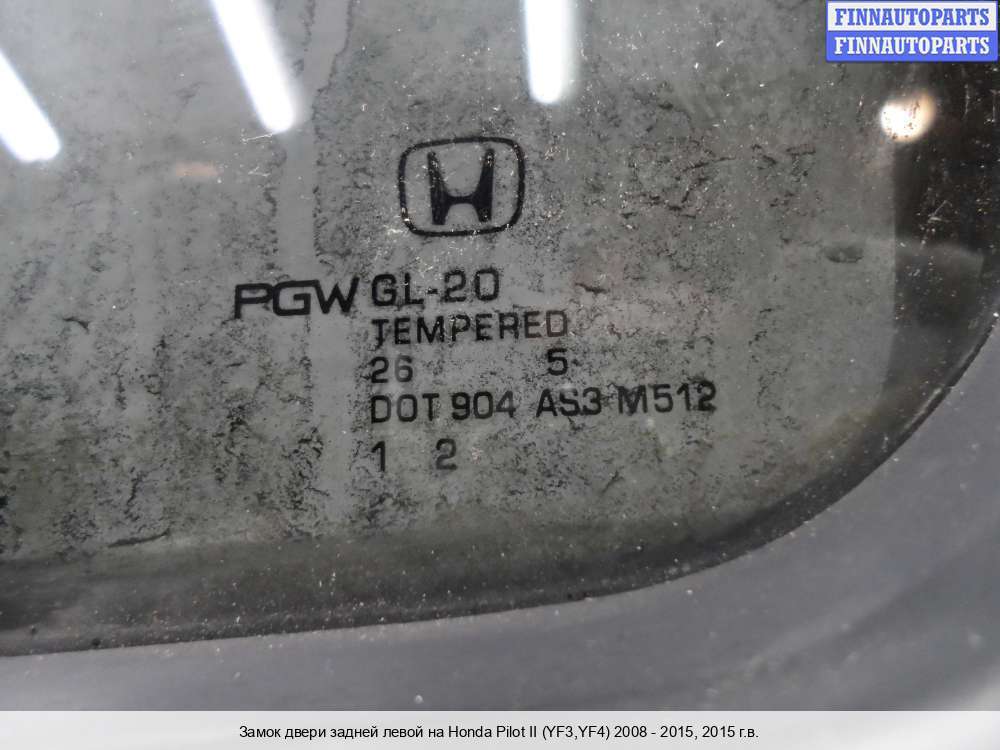 FINNAUTOPARTS
FINNAUTOPARTS
PGW GL-20
TEMPERED
26 5
DOT 904 AS3 M512
1 2
Замок двери задней левой на Honda Pilot II (YF3,YF4) 2008 - 2015, 2015 г.в.